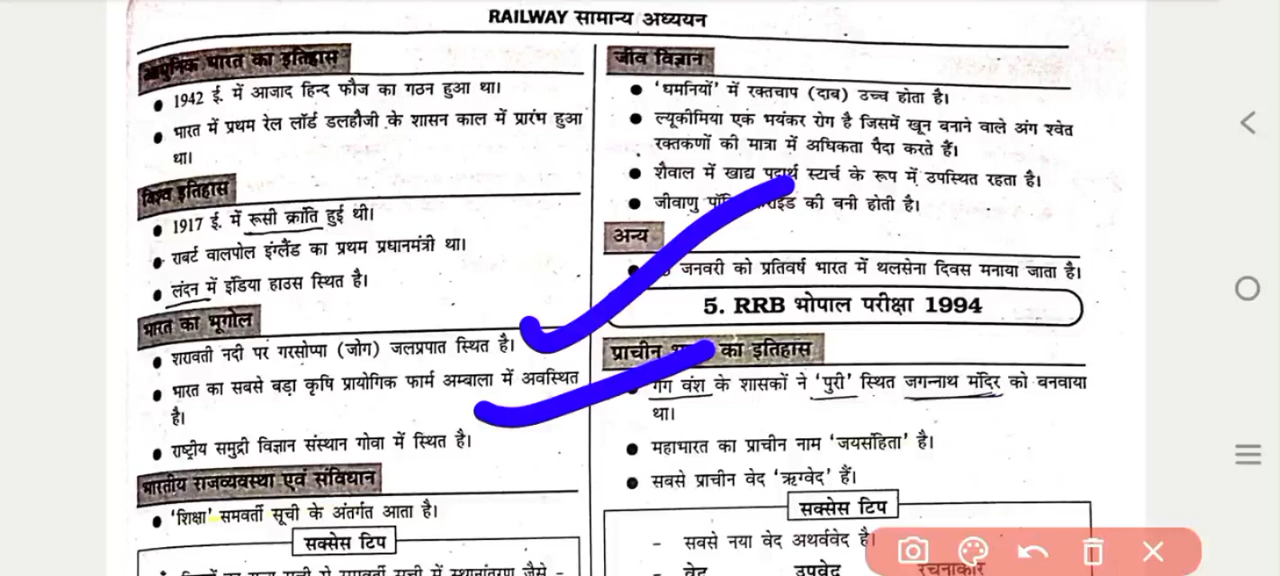 RAILWAY सामान्य अध्ययन
आधुनिक भारत का इतिहास
● 1942 ई. में आजाद हिन्द फौज का गठन हुआ था।
● भारत में प्रथम रेल लॉर्ड डलहौजी के शासन काल में प्रारंभ हुआ
था।
विश्व इतिहास
● 1917 ई. में रूसी क्रांति हुई थी।
● राबर्ट वालपोल इंग्लैंड का प्रथम प्रधानमंत्री था।
● लंदन में इंडिया हाउस स्थित है।
भारत का भूगोल
● शरावती नदी पर गरसोप्पा (जोग) जलप्रपात स्थित है।
● भारत का सबसे बड़ा कृषि प्रायोगिक फार्म अम्बाला में अवस्थित
है।
● राष्ट्रीय समुद्री विज्ञान संस्थान गोवा में स्थित है।
भारतीय राजव्यवस्था एवं संविधान
● 'शिक्षा' समवर्ती सूची के अंतर्गत आता है।
सक्सेस टिप
जीव विज्ञान
● 'धमनियों' में रक्तचाप (दाब) उच्च होता है।
● ल्यूकीमिया एक भयंकर रोग है जिसमें खून बनाने वाले अंग श्वेत
रक्तकणों की मात्रा में अधिकता पैदा करते हैं।
● शैवाल में खाद्य पदार्थ स्टार्च के रूप में उपस्थित रहता है।
● जीवाणु की बनी होती है।
अन्य
जनवरी को प्रतिवर्ष भारत में थलसेना दिवस मनाया जाता है।
5. RRB भोपाल परीक्षा 1994
प्राचीन का इतिहास
● गंग वंश के शासकों ने 'पुरी' स्थित जगन्नाथ मंदिर को बनवाया
था।
● महाभारत का प्राचीन नाम 'जयसंहिता' है।
● सबसे प्राचीन वेद 'ऋग्वेद' हैं।
सक्सेस टिप
- सबसे नया वेद अथर्ववेद है।
- वेद उपवेद रचनाकार